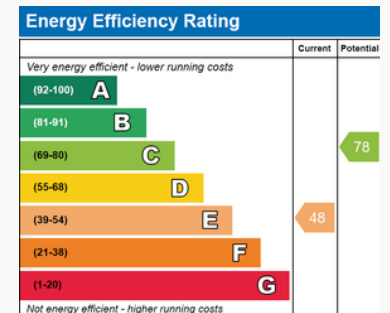 Energy Efficiency Rating
Current Potential
Very energy efficient - lower running costs
(92-100) A
(81-91) B
(69-80) C
78
(55-68) D
(39-54) E
48
(21-38) F
(1-20) G
Not energy efficient - higher running costs